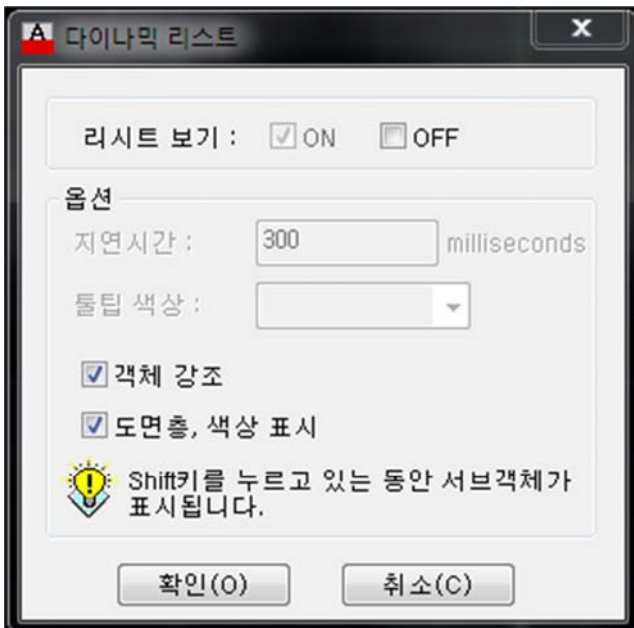 다이나믹 리스트
리시트 보기 : ON OFF
옵션
지연시간 : 300 milliseconds
툴팁 색상 :
객체 강조
도면층, 색상 표시
Shift키를 누르고 있는 동안 서브객체가
표시됩니다.
확인(O) 취소(C)